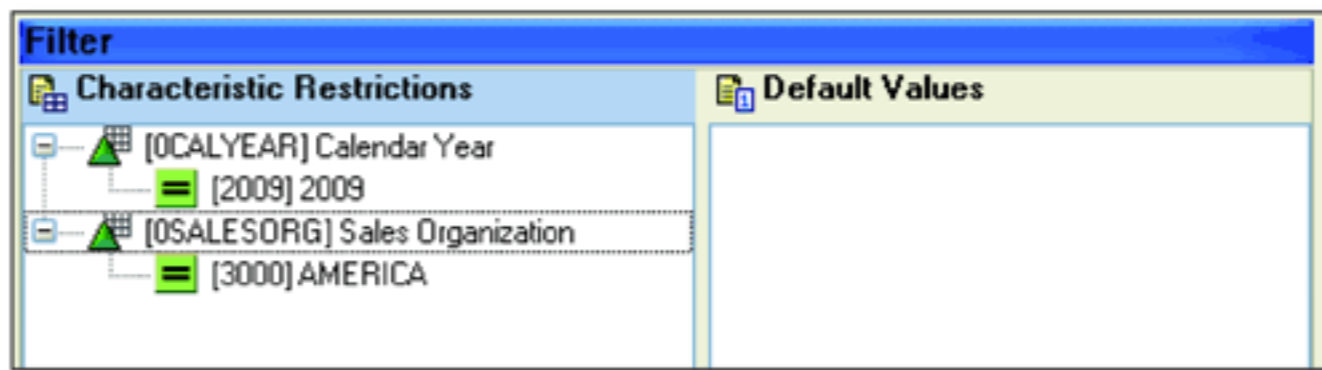 Filter
Characteristic Restrictions
Default Values
[0CALYEAR] Calendar Year
[2009] 2009
[0SALESORG] Sales Organization
[3000] AMERICA